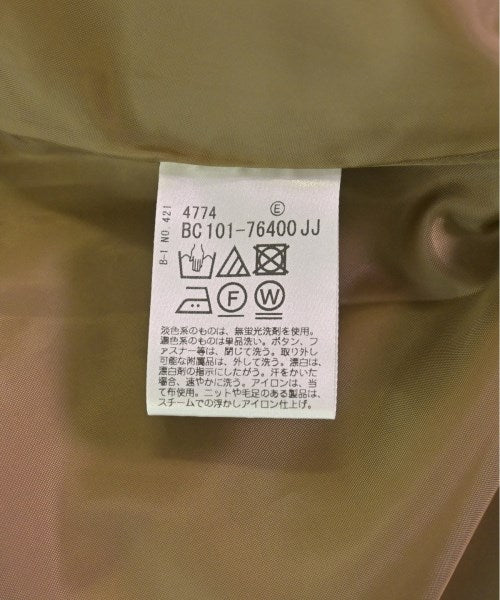 B-1 NO.421
4774 E
BC101-76400JJ
F W
淡色系のものは、無蛍光洗剤を使用。
濃色系のものは単品洗い。ボタン、フ
ァスナー等は、閉じて洗う。取り外し
可能な附属品は、外して洗う。漂白は、
漂白剤の指示にしたがう。汗をかいた
場合、速やかに洗う。アイロンは、当
て布使用。ニットや毛足のある製品は、
スチームでの浮かしアイロン仕上げ。